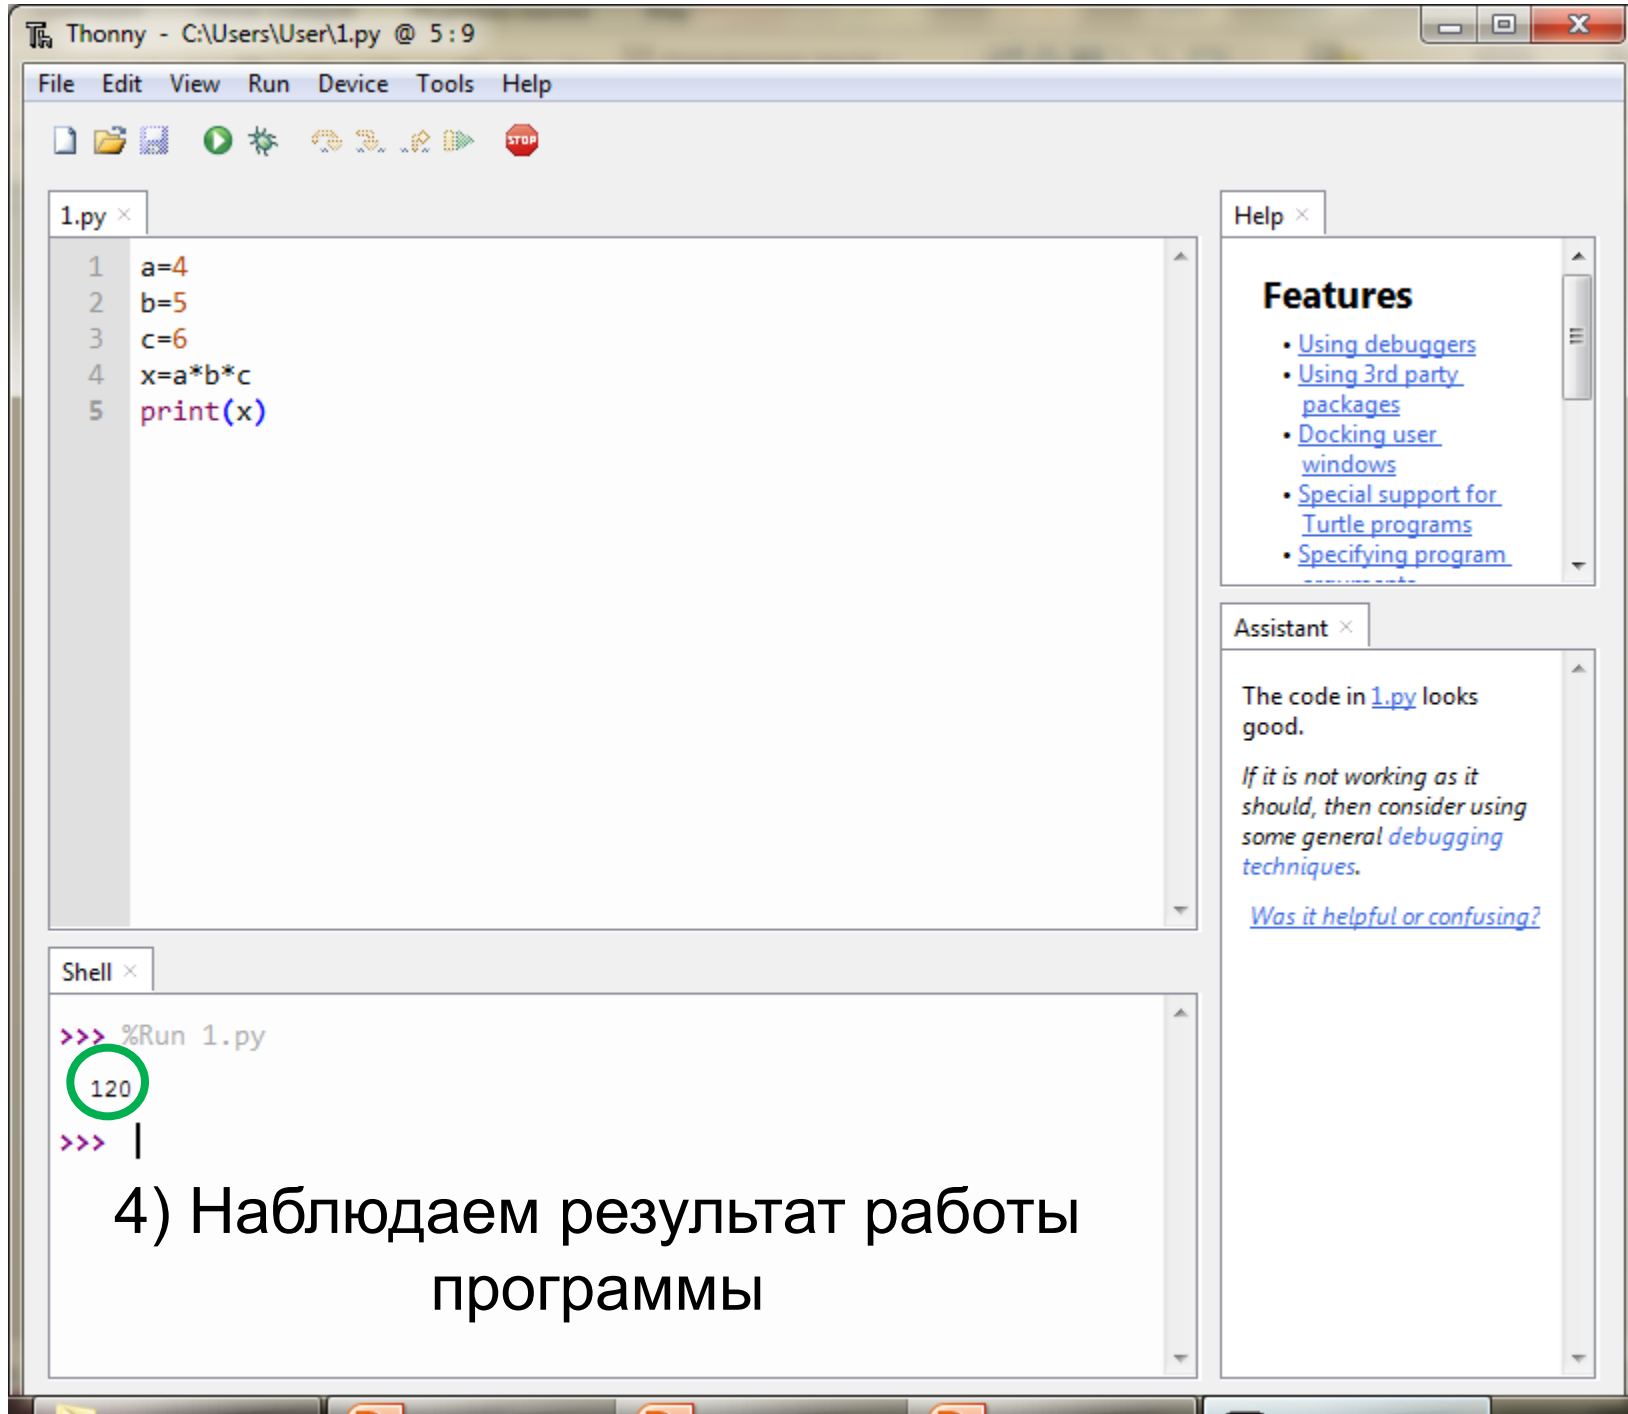 Thonny - C:\Users\User\1.py @ 5:9
File Edit View Run Device Tools Help
STOP
1.py
1 a=4
2 b=5
3 c=6
4 x=a*b*c
5 print(x)
Shell
>>> %Run 1.py
120
>>>
4) Наблюдаем результат работы
программы
Help
Features
• Using debuggers
• Using 3rd party
packages
• Docking user
windows
• Special support for
Turtle programs
• Specifying program
Assistant
The code in 1.py looks
good.
If it is not working as it
should, then consider using
some general debugging
techniques.
Was it helpful or confusing?